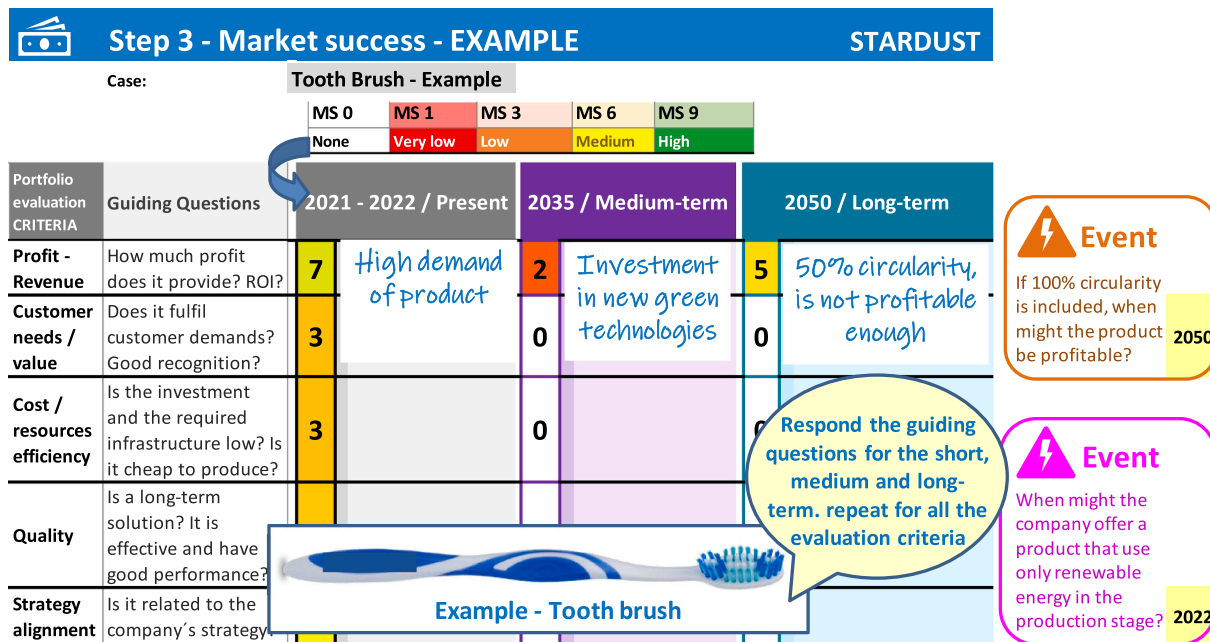 Step 3 - Market success - EXAMPLE
STARDUST
Case:
Tooth Brush - Example
MS 0 MS 1 MS 3 MS 6 MS 9
None Very low Low Medium High
Portfolio
evaluation
CRITERIA
Guiding Questions
2021 - 2022 / Present
2035 / Medium-term
2050 / Long-term
Profit -
Revenue
How much profit
does it provide? ROI?
7
High demand
of product
2
Investment
in new green
technologies
5
50% circularity,
is not profitable
enough
Customer
needs /
value
Does it fulfil
customer demands?
Good recognition?
3
0
0
Cost /
resources
efficiency
Is the investment
and the required
infrastructure low? Is
it cheap to produce?
3
0
Quality
Is a long-term
solution? It is
effective and have
good performance?
Strategy
alignment
Is it related to the
company´s strategy?
Respond the guiding
questions for the short,
medium and long-
term. repeat for all the
evaluation criteria
Example - Tooth brush
Event
If 100% circularity
is included, when
might the product
be profitable?
2050
Event
When might the
company offer a
product that use
only renewable
energy in the
production stage?
2022